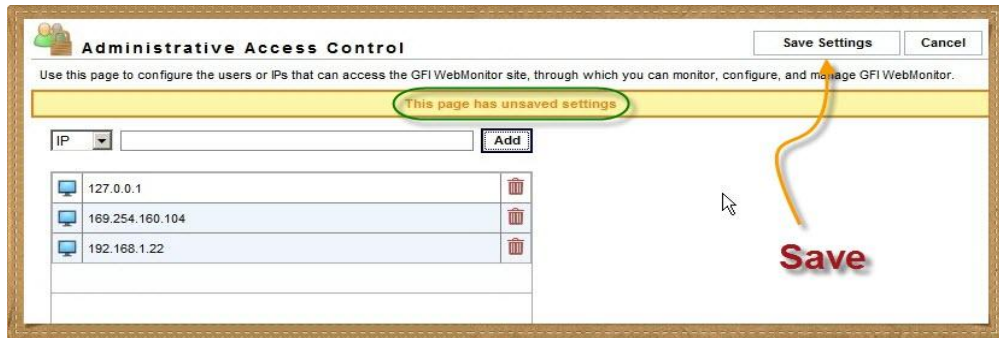 Administrative Access Control
Save Settings
Cancel
Use this page to configure the users or IPs that can access the GFI WebMonitor site, through which you can monitor, configure, and manage GFI WebMonitor.
This page has unsaved settings
IP
Add
127.0.0.1
169.254.160.104
192.168.1.22
Save